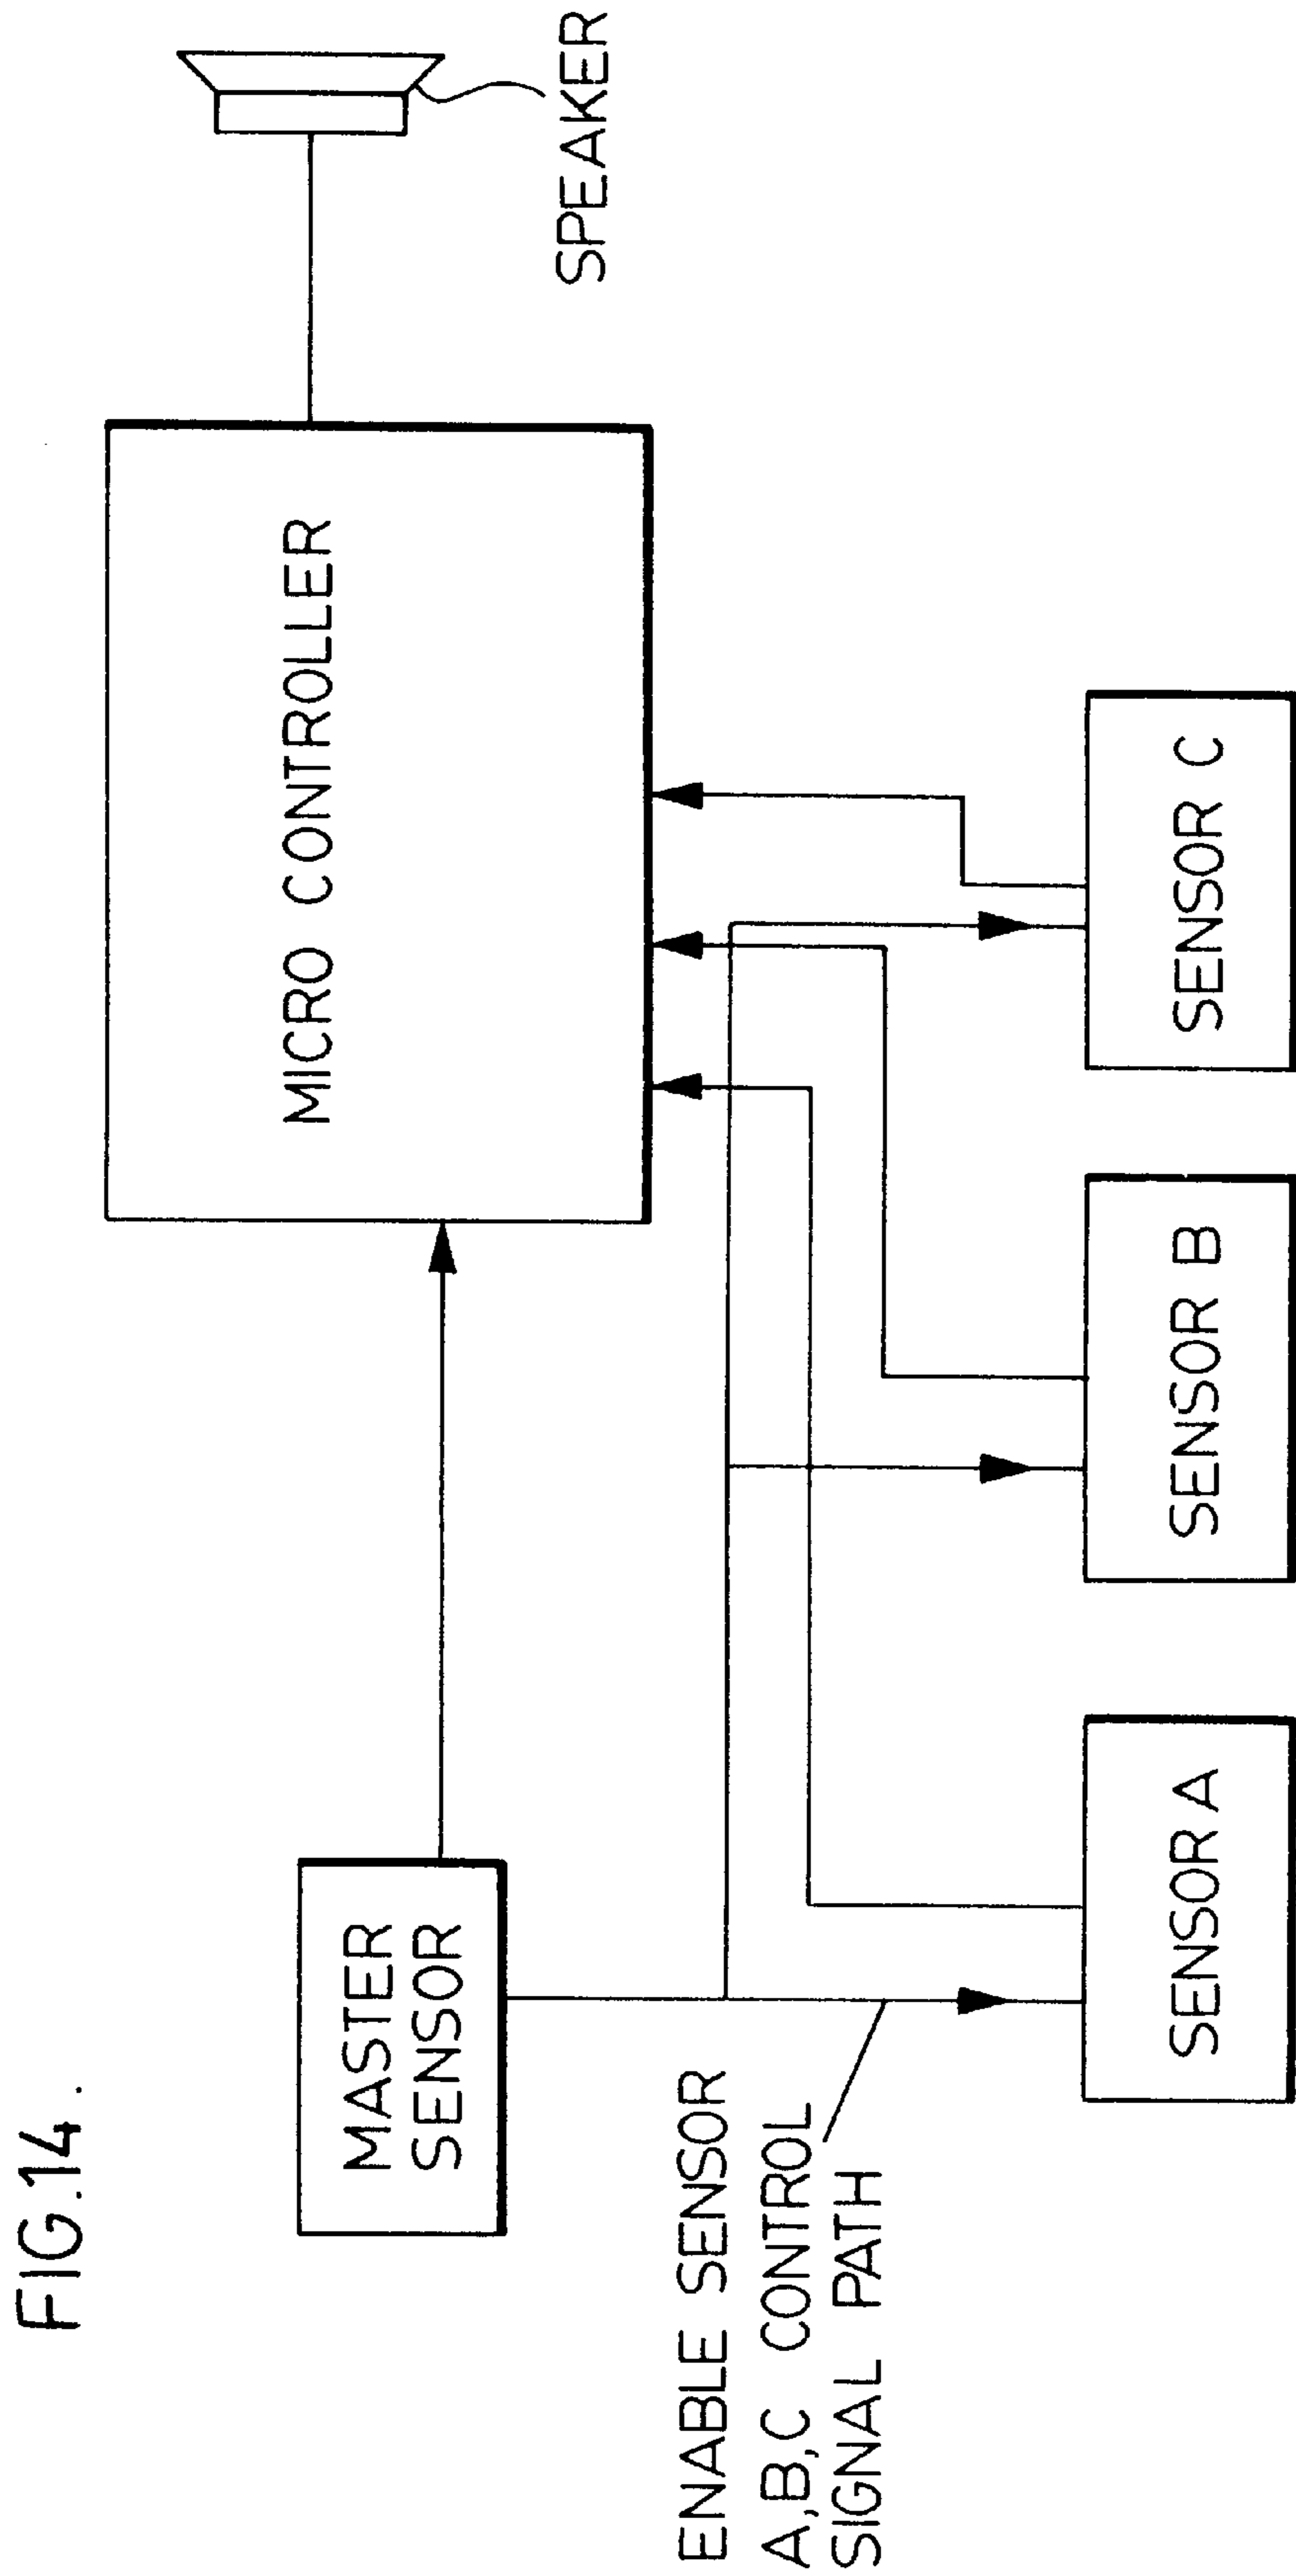 FIG.14.
MASTER
SENSOR
MICRO CONTROLLER
SPEAKER
ENABLE SENSOR
A,B,C CONTROL
SIGNAL PATH
SENSOR A
SENSOR B
SENSOR C